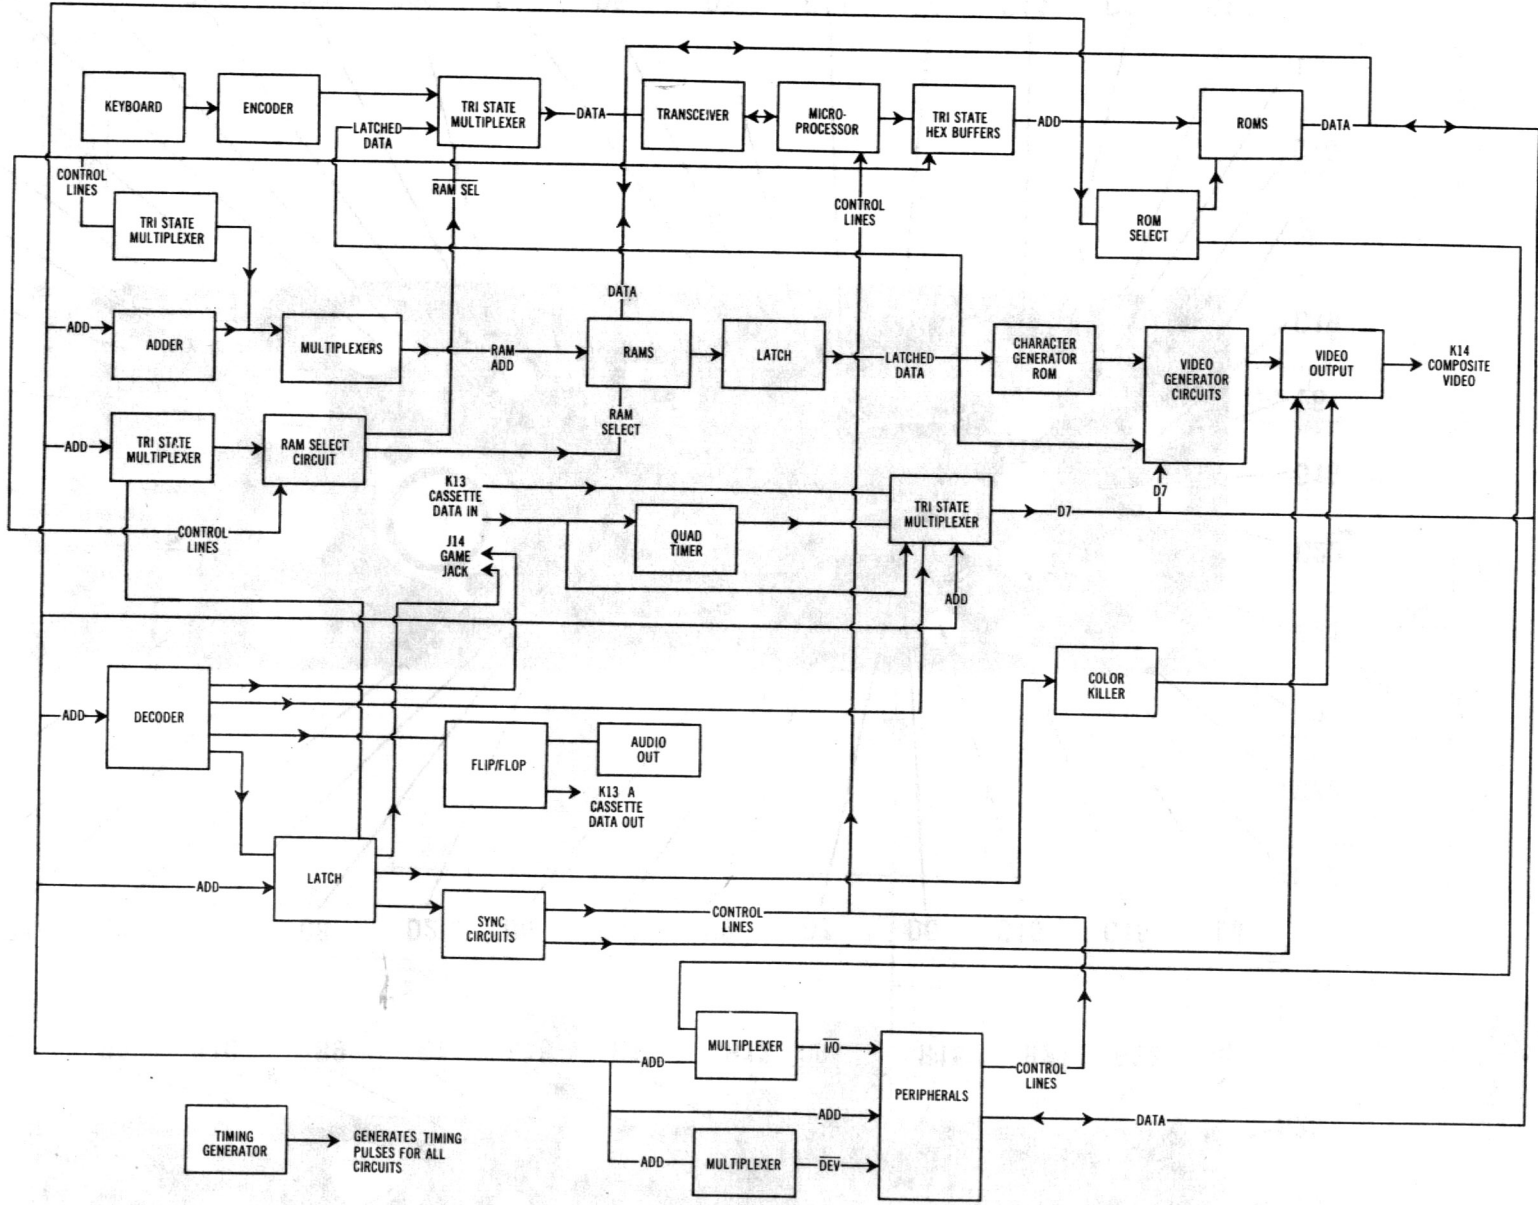 KEYBOARD
ENCODER
TRI STATE
MULTIPLEXER
DATA
TRANSCEIVER
MICRO-
PROCESSOR
TRI STATE
HEX BUFFERS
ADD
ROMS
DATA
LATCHED
DATA
CONTROL
LINES
RAM SEL
CONTROL
LINES
TRI STATE
MULTIPLEXER
ROM
SELECT
DATA
ADD
ADDER
MULTIPLEXERS
RAM
ADD
RAMS
LATCH
LATCHED
DATA
CHARACTER
GENERATOR
ROM
VIDEO
GENERATOR
CIRCUITS
VIDEO
OUTPUT
K14
COMPOSITE
VIDEO
ADD
TRI STATE
MULTIPLEXER
RAM SELECT
CIRCUIT
RAM
SELECT
K13
CASSETTE
DATA IN
TRI STATE
MULTIPLEXER
D7
D7
CONTROL
LINES
J14
GAME
JACK
QUAD
TIMER
ADD
ADD
DECODER
COLOR
KILLER
FLIP/FLOP
AUDIO
OUT
K13 A
CASSETTE
DATA OUT
ADD
LATCH
SYNC
CIRCUITS
CONTROL
LINES
ADD
MULTIPLEXER
I/O
PERIPHERALS
CONTROL
LINES
ADD
DATA
ADD
MULTIPLEXER
DEV
TIMING
GENERATOR
GENERATES TIMING
PULSES FOR ALL
CIRCUITS